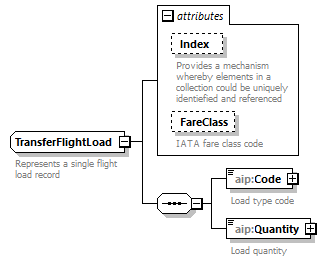 attributes
Index
Provides a mechanism
whereby elements in a
collection could be uniquely
identiefied and referenced
FareClass
IATA fare class code
TransferFlightLoad
Represents a single flight
load record
aip:Code
Load type code
aip:Quantity
Load quantity